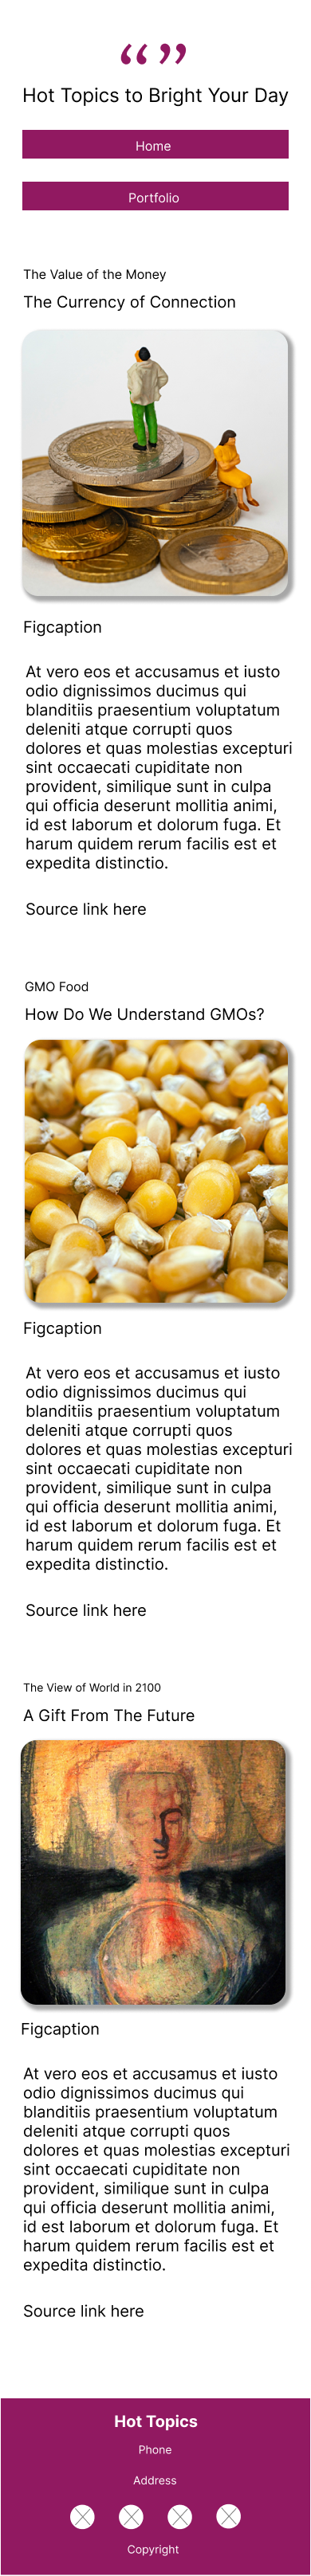 “ ”
Hot Topics to Bright Your Day
Home
Portfolio
The Value of the Money
The Currency of Connection
Figcaption
At vero eos et accusamus et iusto
odio dignissimos ducimus qui
blanditiis praesentium voluptatum
deleniti atque corrupti quos
dolores et quas molestias excepturi
sint occaecati cupiditate non
provident, similique sunt in culpa
qui officia deserunt mollitia animi,
id est laborum et dolorum fuga. Et
harum quidem rerum facilis est et
expedita distinctio.
Source link here
GMO Food
How Do We Understand GMOs?
Figcaption
At vero eos et accusamus et iusto
odio dignissimos ducimus qui
blanditiis praesentium voluptatum
deleniti atque corrupti quos
dolores et quas molestias excepturi
sint occaecati cupiditate non
provident, similique sunt in culpa
qui officia deserunt mollitia animi,
id est laborum et dolorum fuga. Et
harum quidem rerum facilis est et
expedita distinctio.
Source link here
The View of World in 2100
A Gift From The Future
Figcaption
At vero eos et accusamus et iusto
odio dignissimos ducimus qui
blanditiis praesentium voluptatum
deleniti atque corrupti quos
dolores et quas molestias excepturi
sint occaecati cupiditate non
provident, similique sunt in culpa
qui officia deserunt mollitia animi,
id est laborum et dolorum fuga. Et
harum quidem rerum facilis est et
expedita distinctio.
Source link here
Hot Topics
Phone
Address
Copyright